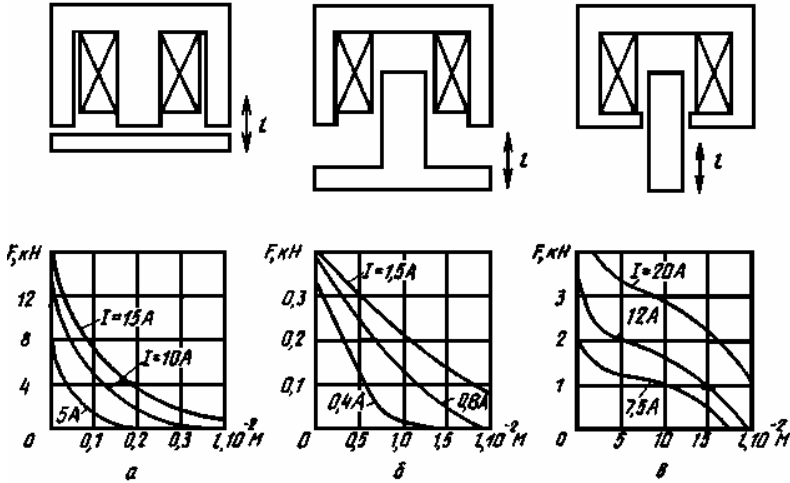 l
l
l
F,кН
12
8
4
0
I=15A
I=10A
5A
0,1
0,2
0,3
l,10⁻²м
а
F,кН
0,3
0,2
0,1
0
I=1,5A
0,8A
0,4A
0,5
1,0
1,5
l,10⁻²м
б
F,кН
3
2
1
0
I=20A
12A
7,5A
5
10
15
l,10⁻²м
в